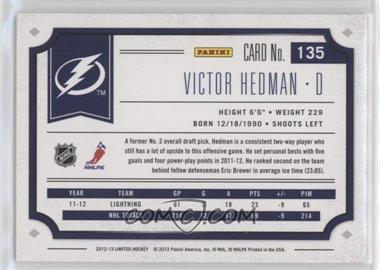 PANINI
CARD No. 135
TM
VICTOR HEDMAN • D
HEIGHT 6'6" • WEIGHT 229
BORN 12/18/1990 • SHOOTS LEFT
NHL
NHLPA
A former No. 2 overall draft pick, Hedman is a consistent two-way player who
still has a lot of upside to this offensive game. He set personal bests with five
goals and four power-play points in 2011-12. He ranked second on the team
behind fellow defenseman Eric Brewer in average ice time (23:05).
YEAR TEAM GP G A PTS +/- PIM
11-12 LIGHTNING 61 18 23 -9 65
NHL TOTALS 214 12 -9 214
COMC.com
2012-13 LIMITED HOCKEY © 2012 Panini America, Inc. © NHL, © NHLPA Printed in the USA.